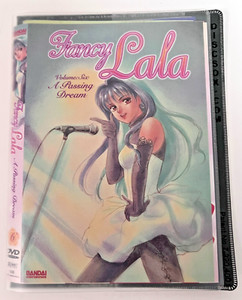 Fancy
Lala
Volume Six
A Passing
Dream
BANDAI
Fancy Lala
A Passing Dream
DVD